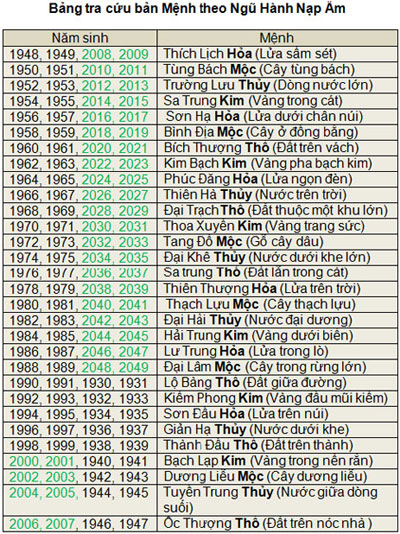 Bảng tra cứu bản Mệnh theo Ngũ Hành Nạp Âm
Năm sinh Mệnh
1948, 1949, 2008, 2009 Thích Lịch Hỏa (Lửa sấm sét)
1950, 1951, 2010, 2011 Tùng Bách Mộc (Cây tùng bách)
1952, 1953, 2012, 2013 Trường Lưu Thủy (Dòng nước lớn)
1954, 1955, 2014, 2015 Sa Trung Kim (Vàng trong cát)
1956, 1957, 2016, 2017 Sơn Hạ Hỏa (Lửa dưới chân núi)
1958, 1959, 2018, 2019 Bình Địa Mộc (Cây ở đồng bằng)
1960, 1961, 2020, 2021 Bích Thượng Thổ (Đất trên vách)
1962, 1963, 2022, 2023 Kim Bạch Kim (Vàng pha bạch kim)
1964, 1965, 2024, 2025 Phúc Đăng Hỏa (Lửa ngọn đèn)
1966, 1967, 2026, 2027 Thiên Hà Thủy (Nước trên trời)
1968, 1969, 2028, 2029 Đại Trạch Thổ (Đất thuộc một khu lớn)
1970, 1971, 2030, 2031 Thoa Xuyến Kim (Vàng trang sức)
1972, 1973, 2032, 2033 Tang Đố Mộc (Gỗ cây dâu)
1974, 1975, 2034, 2035 Đại Khê Thủy (Nước dưới khe lớn)
1976, 1977, 2036, 2037 Sa trung Thổ (Đất lẫn trong cát)
1978, 1979, 2038, 2039 Thiên Thượng Hỏa (Lửa trên trời)
1980, 1981, 2040, 2041 Thạch Lựu Mộc (Cây thạch lựu)
1982, 1983, 2042, 2043 Đại Hải Thủy (Nước đại dương)
1984, 1985, 2044, 2045 Hải Trung Kim (Vàng dưới biển)
1986, 1987, 2046, 2047 Lư Trung Hỏa (Lửa trong lò)
1988, 1989, 2048, 2049 Đại Lâm Mộc (Cây trong rừng lớn)
1990, 1991, 1930, 1931 Lộ Bàng Thổ (Đất giữa đường)
1992, 1993, 1932, 1933 Kiếm Phong Kim (Vàng đầu mũi kiếm)
1994, 1995, 1934, 1935 Sơn Đầu Hỏa (Lửa trên núi)
1996, 1997, 1936, 1937 Giản Hạ Thủy (Nước dưới khe)
1998, 1999, 1938, 1939 Thành Đầu Thổ (Đất trên thành)
2000, 2001, 1940, 1941 Bạch Lạp Kim (Vàng trong nến rắn)
2002, 2003, 1942, 1943 Dương Liễu Mộc (Cây dương liễu)
2004, 2005, 1944, 1945 Tuyền Trung Thủy (Nước giữa dòng
suối)
2006, 2007, 1946, 1947 Ốc Thượng Thổ (Đất trên nóc nhà )